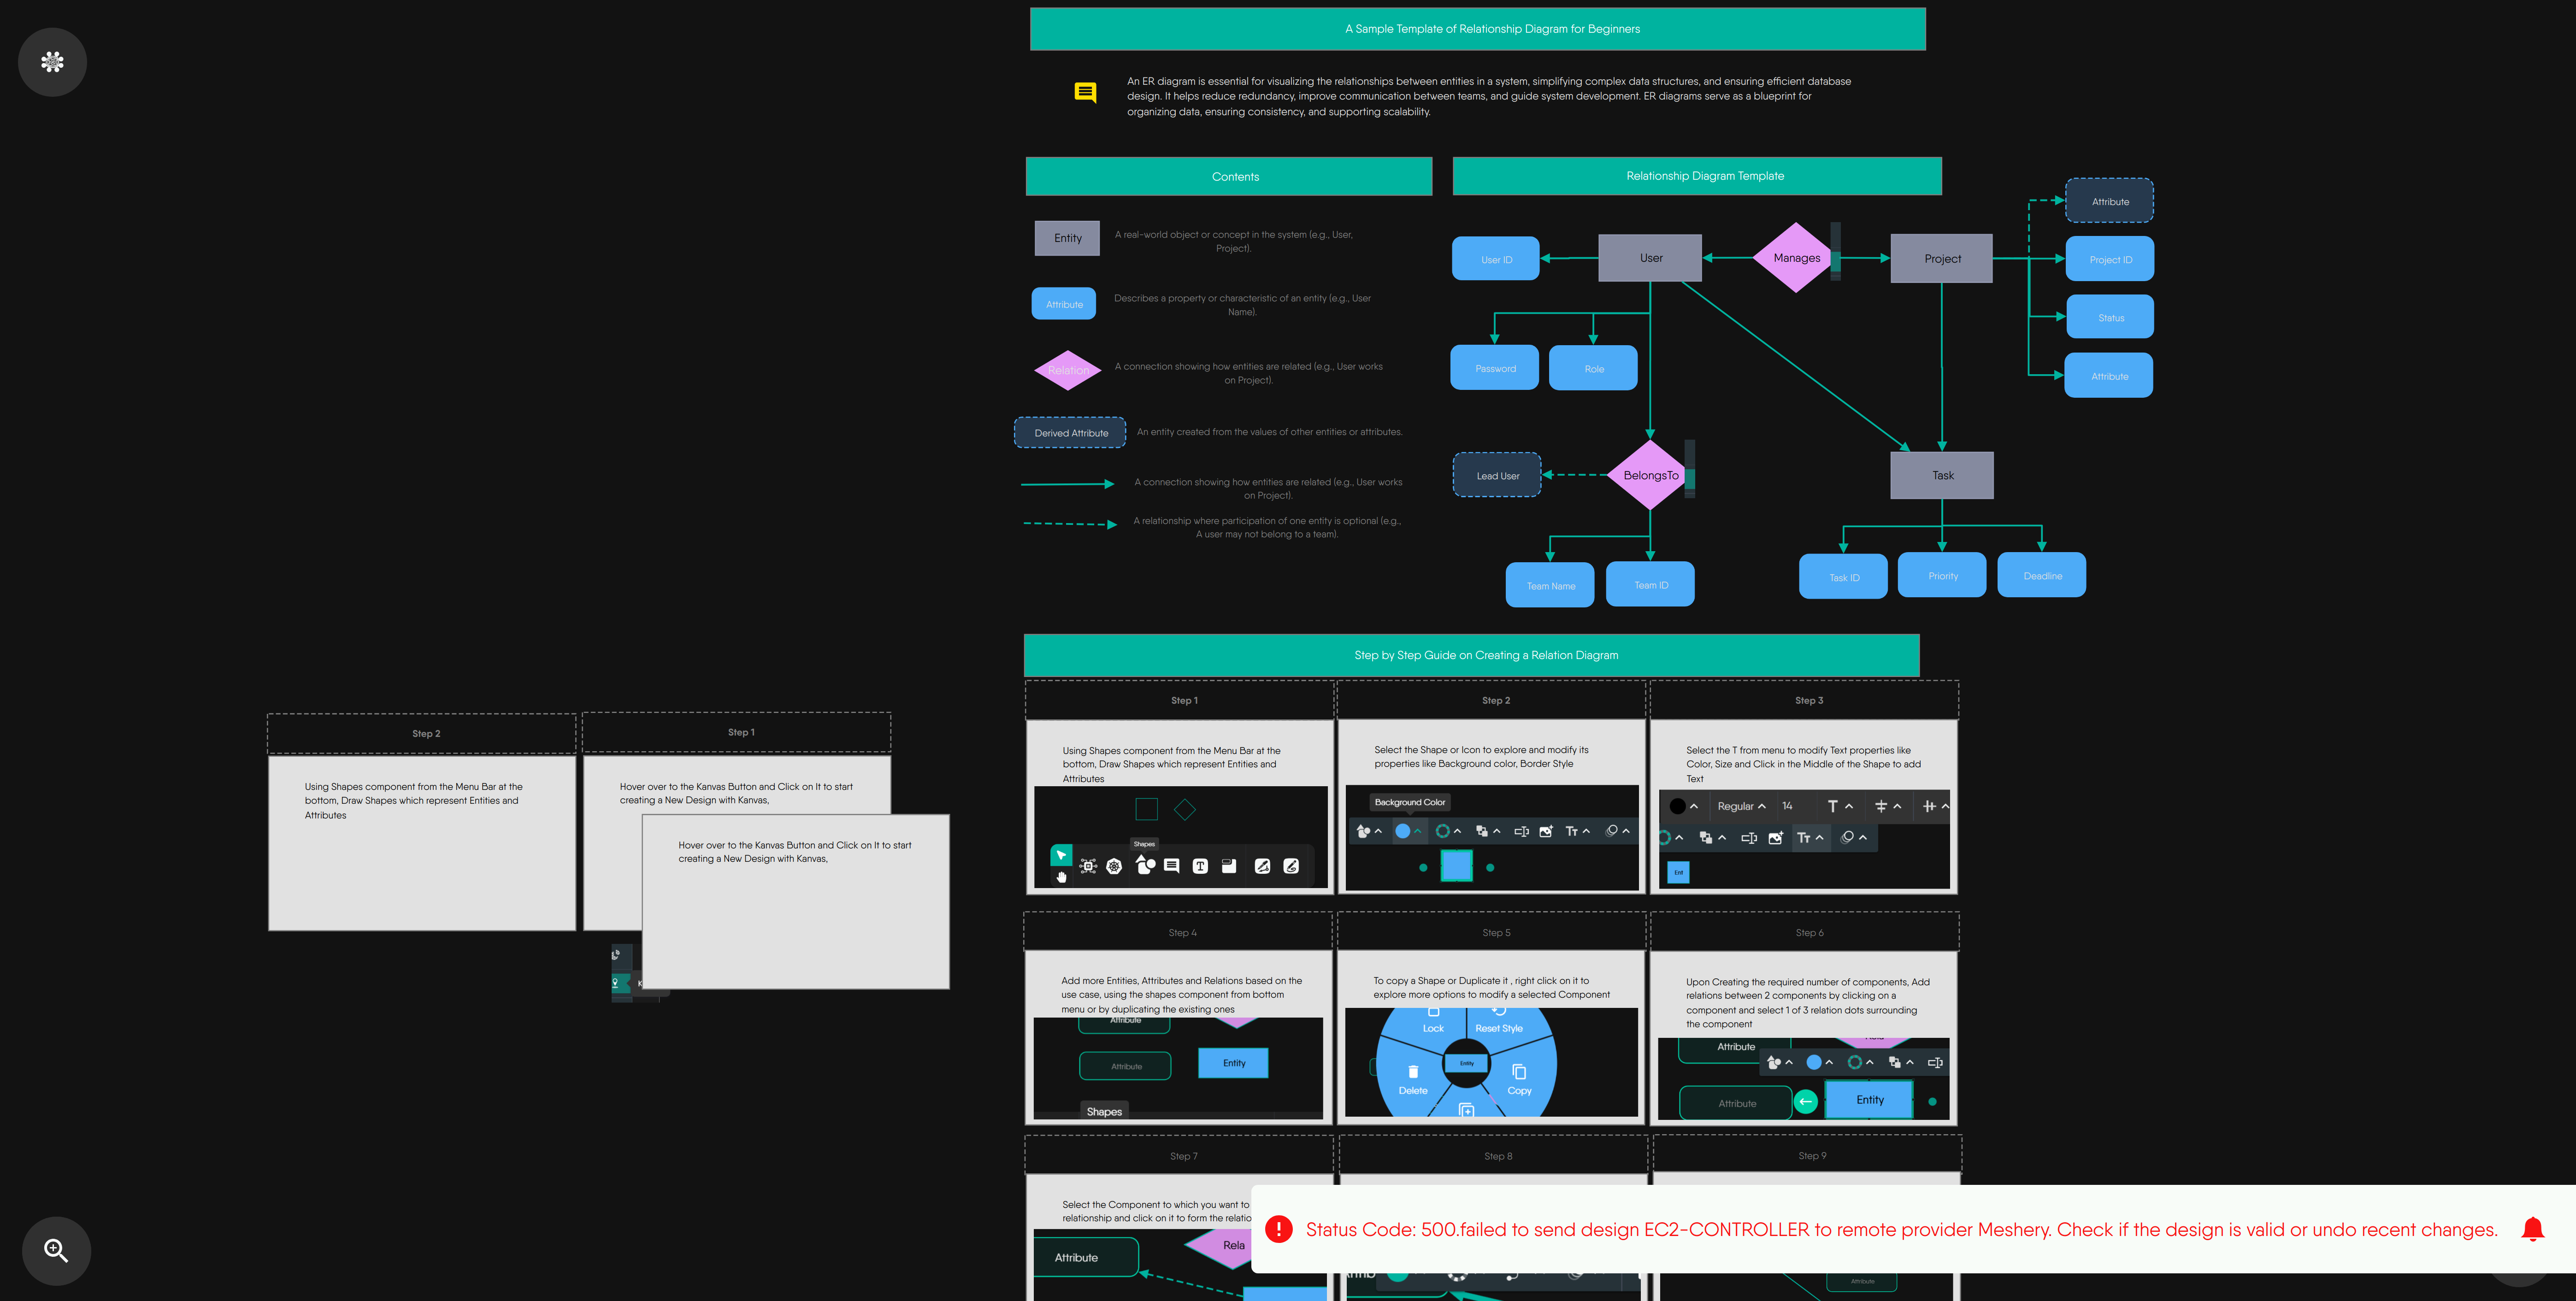 A Sample Template of Relationship Diagram for Beginners
An ER diagram is essential for visualizing the relationships between entities in a system, simplifying complex data structures, and ensuring efficient database
design. It helps reduce redundancy, improve communication between teams, and guide system development. ER diagrams serve as a blueprint for
organizing data, ensuring consistency, and supporting scalability.
Contents
Entity
A real-world object or concept in the system (e.g., User,
Project).
Attribute
Describes a property or characteristic of an entity (e.g., User
Name).
Relation
A connection showing how entities are related (e.g., User works
on Project).
Derived Attribute
An entity created from the values of other entities or attributes.
A connection showing how entities are related (e.g., User works
on Project).
A relationship where participation of one entity is optional (e.g.,
A user may not belong to a team).
Relationship Diagram Template
Attribute
User ID
User
Manages
Project
Project ID
Status
Password
Role
Attribute
Lead User
BelongsTo
Task
Team Name
Team ID
Task ID
Priority
Deadline
Step by Step Guide on Creating a Relation Diagram
Step 2
Using Shapes component from the Menu Bar at the
bottom, Draw Shapes which represent Entities and
Attributes
Step 1
Hover over to the Kanvas Button and Click on It to start
creating a New Design with Kanvas,
Hover over to the Kanvas Button and Click on It to start
creating a New Design with Kanvas,
Step 1
Using Shapes component from the Menu Bar at the
bottom, Draw Shapes which represent Entities and
Attributes
Shapes
Step 2
Select the Shape or Icon to explore and modify its
properties like Background color, Border Style
Background Color
Tт
Step 3
Select the T from menu to modify Text properties like
Color, Size and Click in the Middle of the Shape to add
Text
Regular
14
T
Tт
Ent
Step 4
Add more Entities, Attributes and Relations based on the
use case, using the shapes component from bottom
menu or by duplicating the existing ones
Attribute
Attribute
Entity
Shapes
Step 5
To copy a Shape or Duplicate it , right click on it to
explore more options to modify a selected Component
Lock
Reset Style
Entity
Delete
Copy
Step 6
Upon Creating the required number of components, Add
relations between 2 components by clicking on a
component and select 1 of 3 relation dots surrounding
the component
Attribute
Attribute
Entity
Step 7
Select the Component to which you want to
relationship and click on it to form the relatio
Attribute
Rela
Step 8
Step 9
Attribute
Status Code: 500.failed to send design EC2-CONTROLLER to remote provider Meshery. Check if the design is valid or undo recent changes.